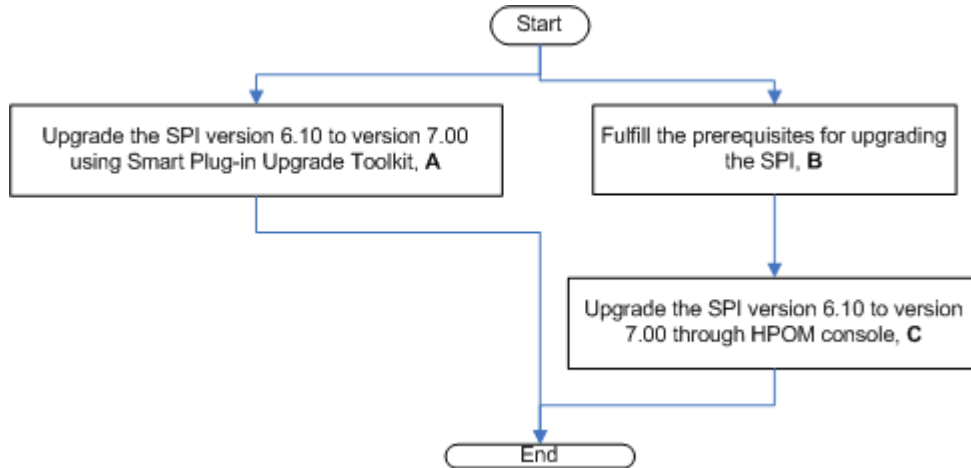 Start
Upgrade the SPI version 6.10 to version 7.00
using Smart Plug-in Upgrade Toolkit, A
Fulfill the prerequisites for upgrading
the SPI, B
Upgrade the SPI version 6.10 to version
7.00 through HPOM console, C
End